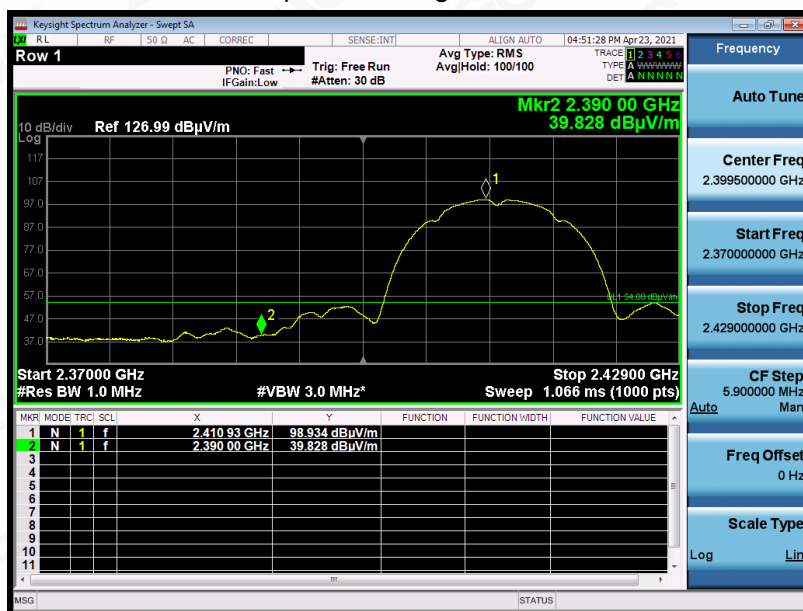 Keysight Spectrum Analyzer - Swept SA
LXI RL RF 50 Ω AC CORREC SENSE:INT ALIGN AUTO 04:51:28 PM Apr 23, 2021
Row 1
PNO: Fast
IFGain:Low
Trig: Free Run
#Atten: 30 dB
Avg Type: RMS
Avg|Hold: 100/100
TRACE 1 2 3 4 5 6
TYPE A WWWWW
DET A N N N N N
Mkr2 2.390 00 GHz
39.828 dBµV/m
10 dB/div Ref 126.99 dBµV/m
Log
117
107
97.0
87.0
77.0
67.0
57.0
47.0
37.0
1
2
DL1 54.00 dBµV/m
Start 2.37000 GHz Stop 2.42900 GHz
#Res BW 1.0 MHz #VBW 3.0 MHz* Sweep 1.066 ms (1000 pts)
MKR MODE TRC SCL X Y FUNCTION FUNCTION WIDTH FUNCTION VALUE
1 N 1 f 2.410 93 GHz 98.934 dBµV/m
2 N 1 f 2.390 00 GHz 39.828 dBµV/m
3
4
5
6
7
8
9
10
11
MSG STATUS
Frequency
Auto Tune
Center Freq
2.399500000 GHz
Start Freq
2.370000000 GHz
Stop Freq
2.429000000 GHz
CF Step
5.900000 MHz
Auto Man
Freq Offset
0 Hz
Scale Type
Log Lin